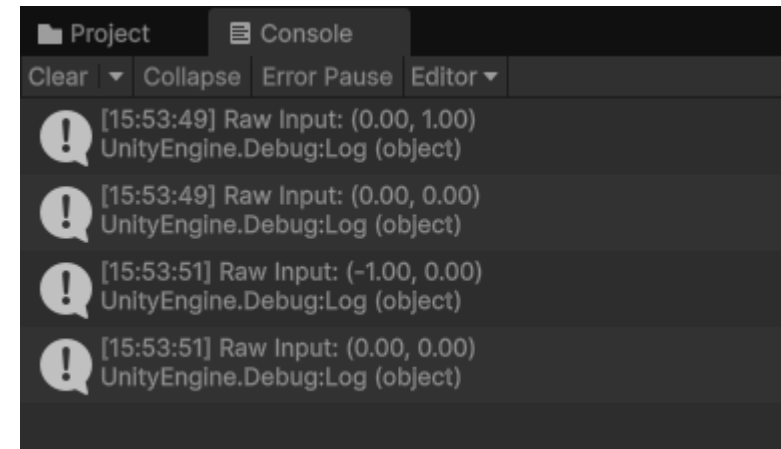 Project Console
Clear Collapse Error Pause Editor
[15:53:49] Raw Input: (0.00, 1.00)
UnityEngine.Debug:Log (object)
[15:53:49] Raw Input: (0.00, 0.00)
UnityEngine.Debug:Log (object)
[15:53:51] Raw Input: (-1.00, 0.00)
UnityEngine.Debug:Log (object)
[15:53:51] Raw Input: (0.00, 0.00)
UnityEngine.Debug:Log (object)